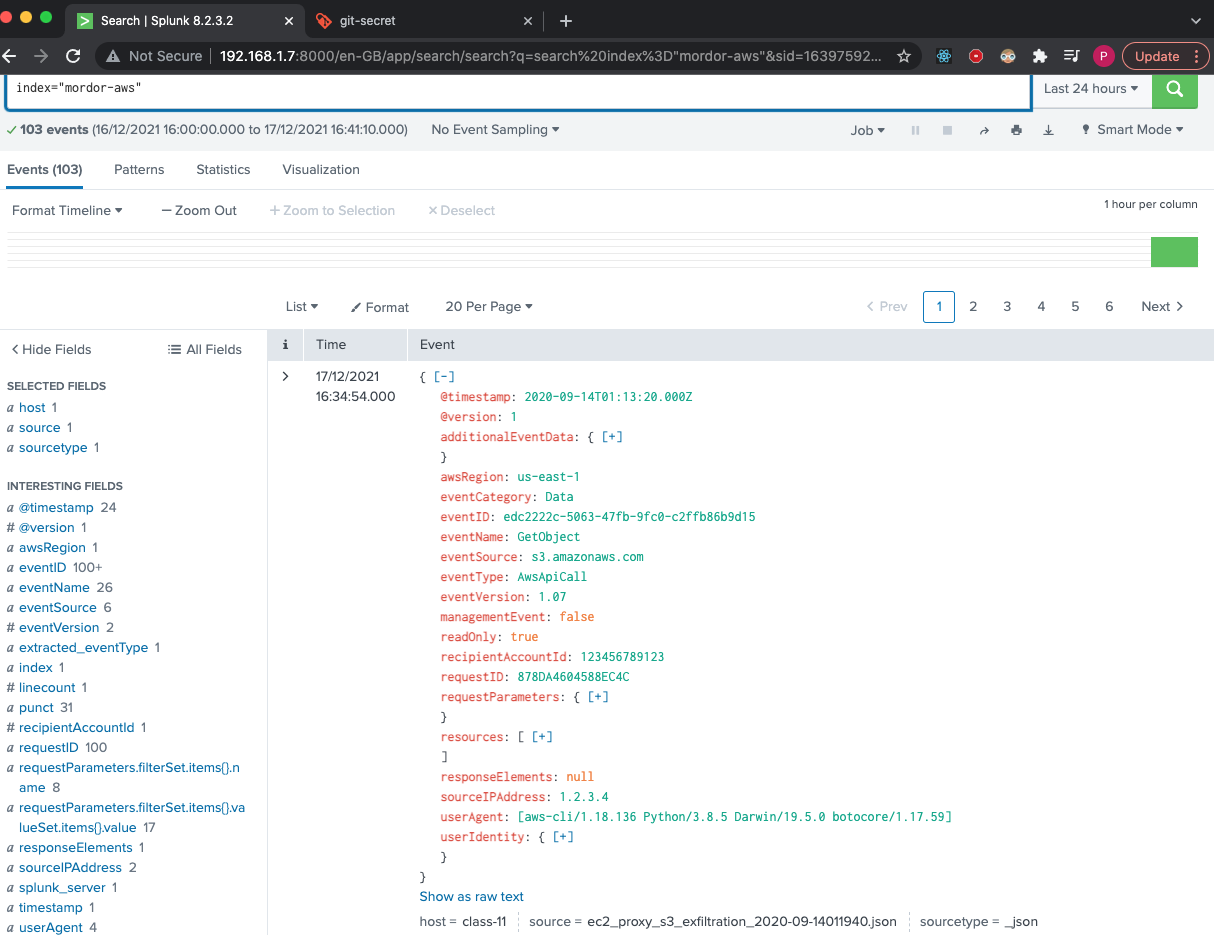 Search | Splunk 8.2.3.2
git-secret
Not Secure 192.168.1.7:8000/en-GB/app/search/search?q=search%20index%3D"mordor-aws"&sid=16397592... P Update
index="mordor-aws" Last 24 hours
103 events (16/12/2021 16:00:00.000 to 17/12/2021 16:41:10.000) No Event Sampling Job Smart Mode
Events (103) Patterns Statistics Visualization
Format Timeline — Zoom Out + Zoom to Selection × Deselect 1 hour per column
List Format 20 Per Page < Prev 1 2 3 4 5 6 Next >
< Hide Fields All Fields
SELECTED FIELDS
a host 1
a source 1
a sourcetype 1
INTERESTING FIELDS
a @timestamp 24
# @version 1
a awsRegion 1
a eventID 100+
a eventName 26
a eventSource 6
# eventVersion 2
a extracted_eventType 1
a index 1
# linecount 1
a punct 31
# recipientAccountId 1
a requestID 100
a requestParameters.filterSet.items{}.n
ame 8
a requestParameters.filterSet.items{}.va
lueSet.items{}.value 17
a responseElements 1
a sourceIPAddress 2
a splunk_server 1
a timestamp 1
a userAgent 4
i Time Event
> 17/12/2021
16:34:54.000
{ [-]
@timestamp: 2020-09-14T01:13:20.000Z
@version: 1
additionalEventData: { [+]
}
awsRegion: us-east-1
eventCategory: Data
eventID: edc2222c-5063-47fb-9fc0-c2ffb86b9d15
eventName: GetObject
eventSource: s3.amazonaws.com
eventType: AwsApiCall
eventVersion: 1.07
managementEvent: false
readOnly: true
recipientAccountId: 123456789123
requestID: 878DA4604588EC4C
requestParameters: { [+]
}
resources: [ [+]
]
responseElements: null
sourceIPAddress: 1.2.3.4
userAgent: [aws-cli/1.18.136 Python/3.8.5 Darwin/19.5.0 botocore/1.17.59]
userIdentity: { [+]
}
}
Show as raw text
host = class-11 source = ec2_proxy_s3_exfiltration_2020-09-14011940.json sourcetype = _json